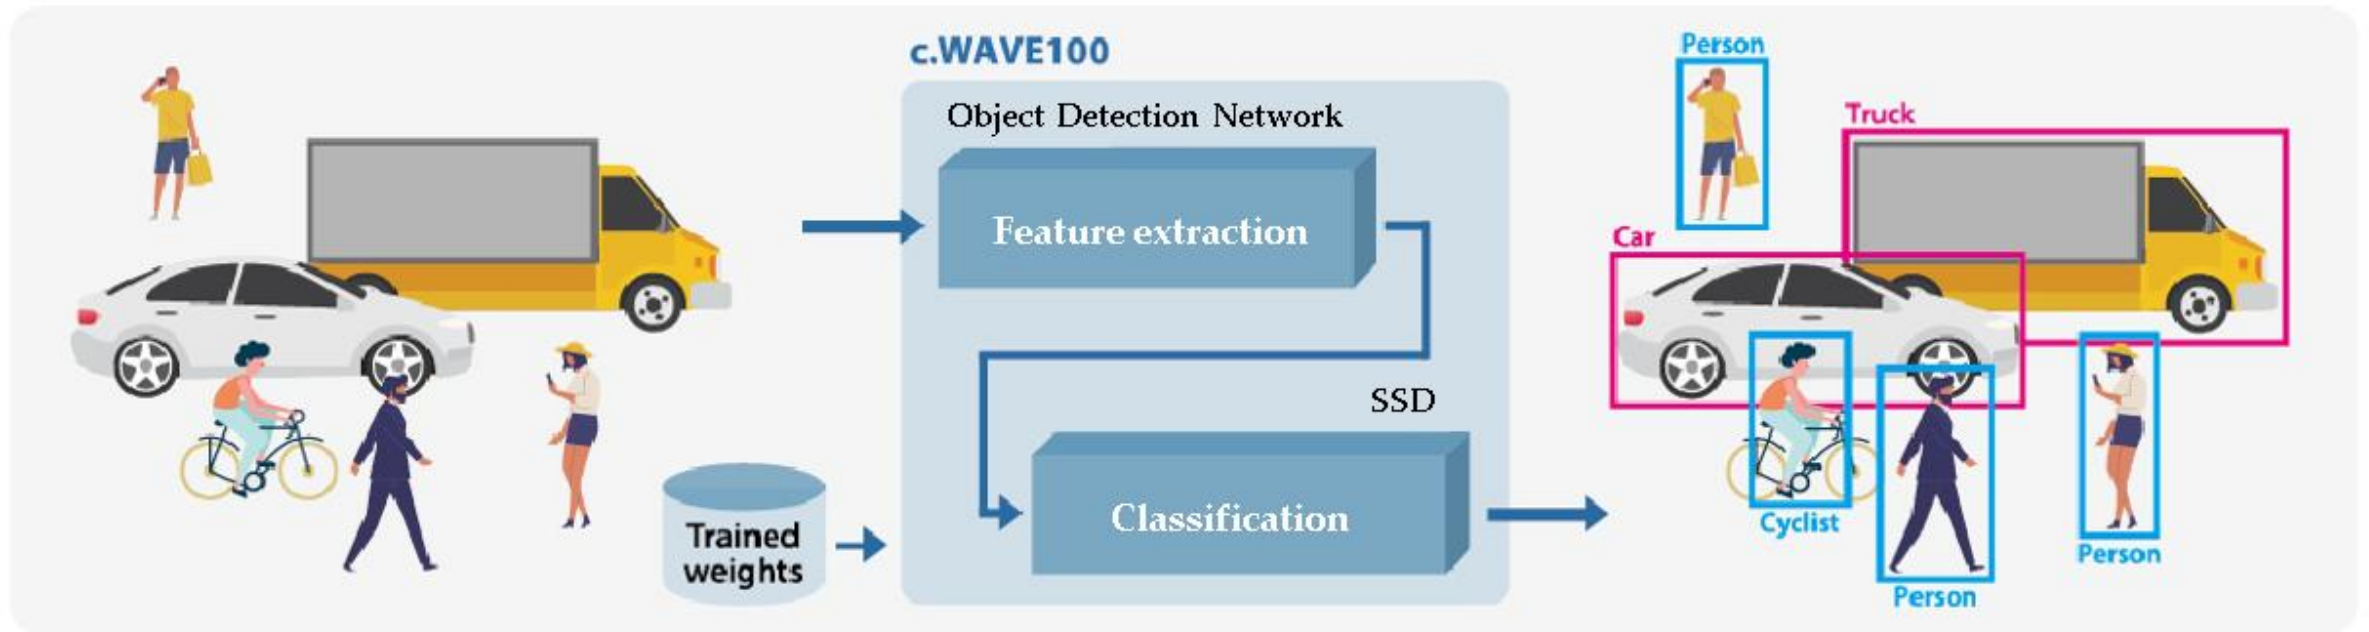 c.WAVE100
Object Detection Network
Feature extraction
SSD
Classification
Trained
weights
Person
Truck
Car
Cyclist
Person
Person